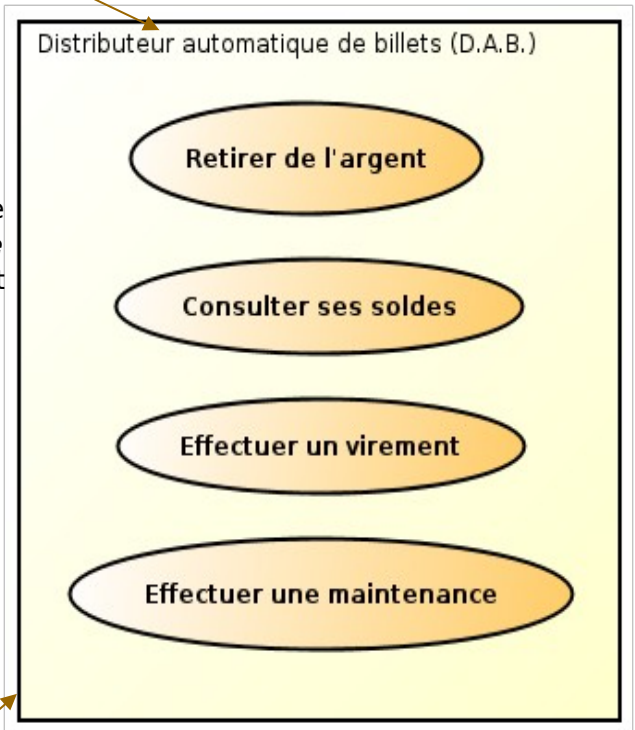 Distributeur automatique de billets (D.A.B.)
Retirer de l'argent
Consulter ses soldes
Effectuer un virement
Effectuer une maintenance